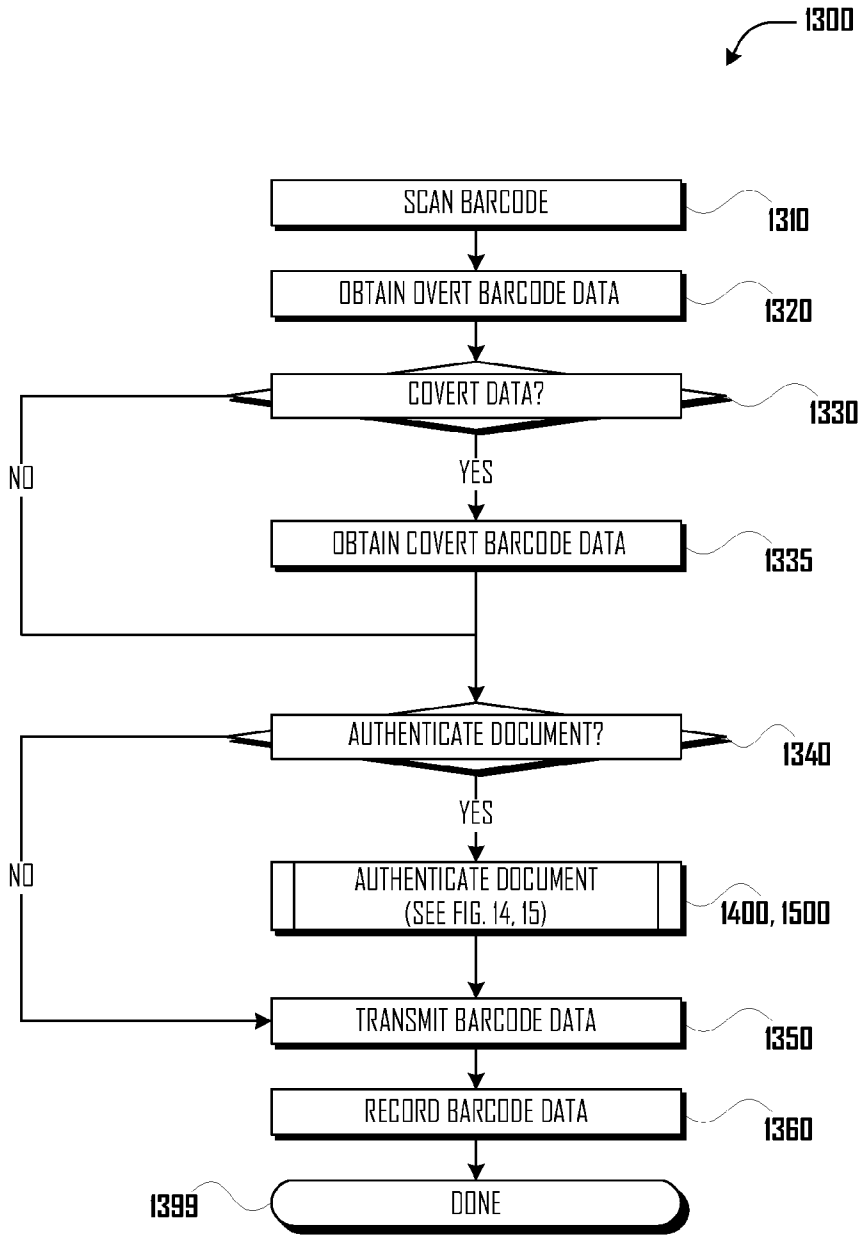 1300
SCAN BARCODE
1310
OBTAIN OVERT BARCODE DATA
1320
COVERT DATA?
1330
NO
YES
OBTAIN COVERT BARCODE DATA
1335
AUTHENTICATE DOCUMENT?
1340
YES
NO
AUTHENTICATE DOCUMENT
(SEE FIG. 14, 15)
1400, 1500
TRANSMIT BARCODE DATA
1350
RECORD BARCODE DATA
1360
1399
DONE